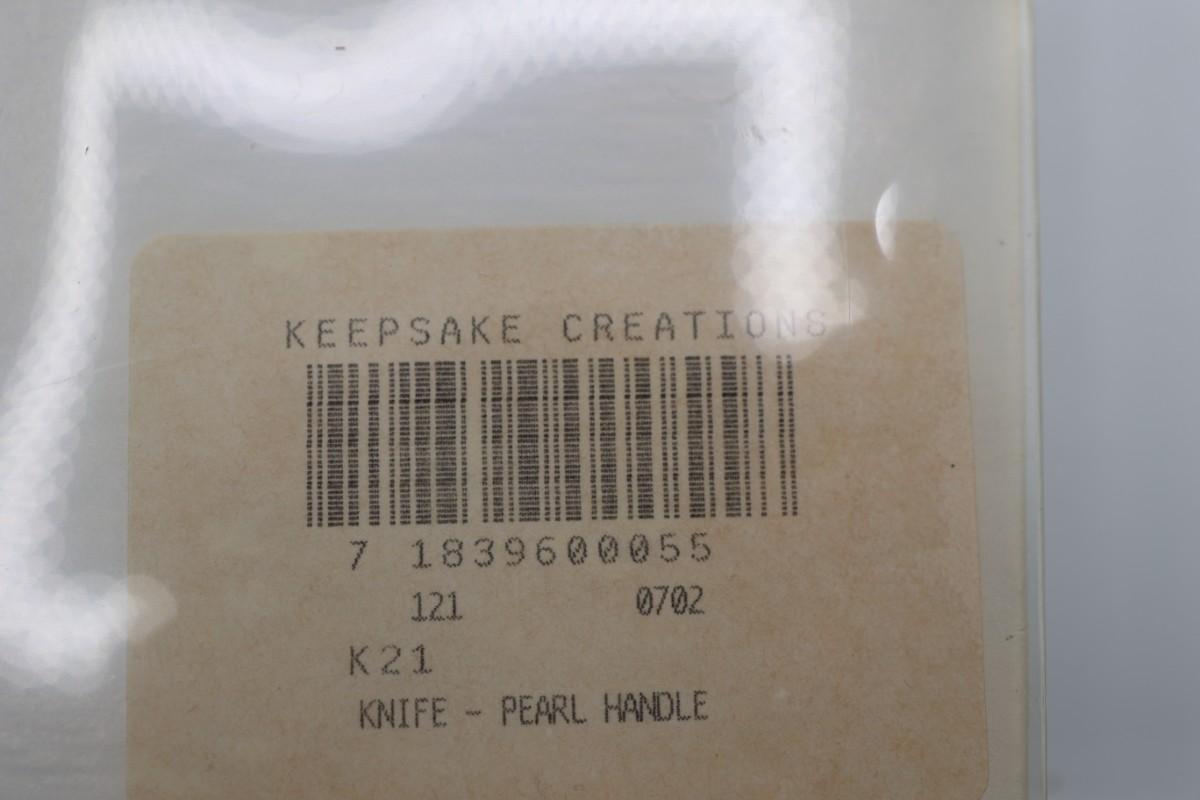 KEEPSAKE CREATIONS
7 1839600055
121 0702
K21
KNIFE - PEARL HANDLE